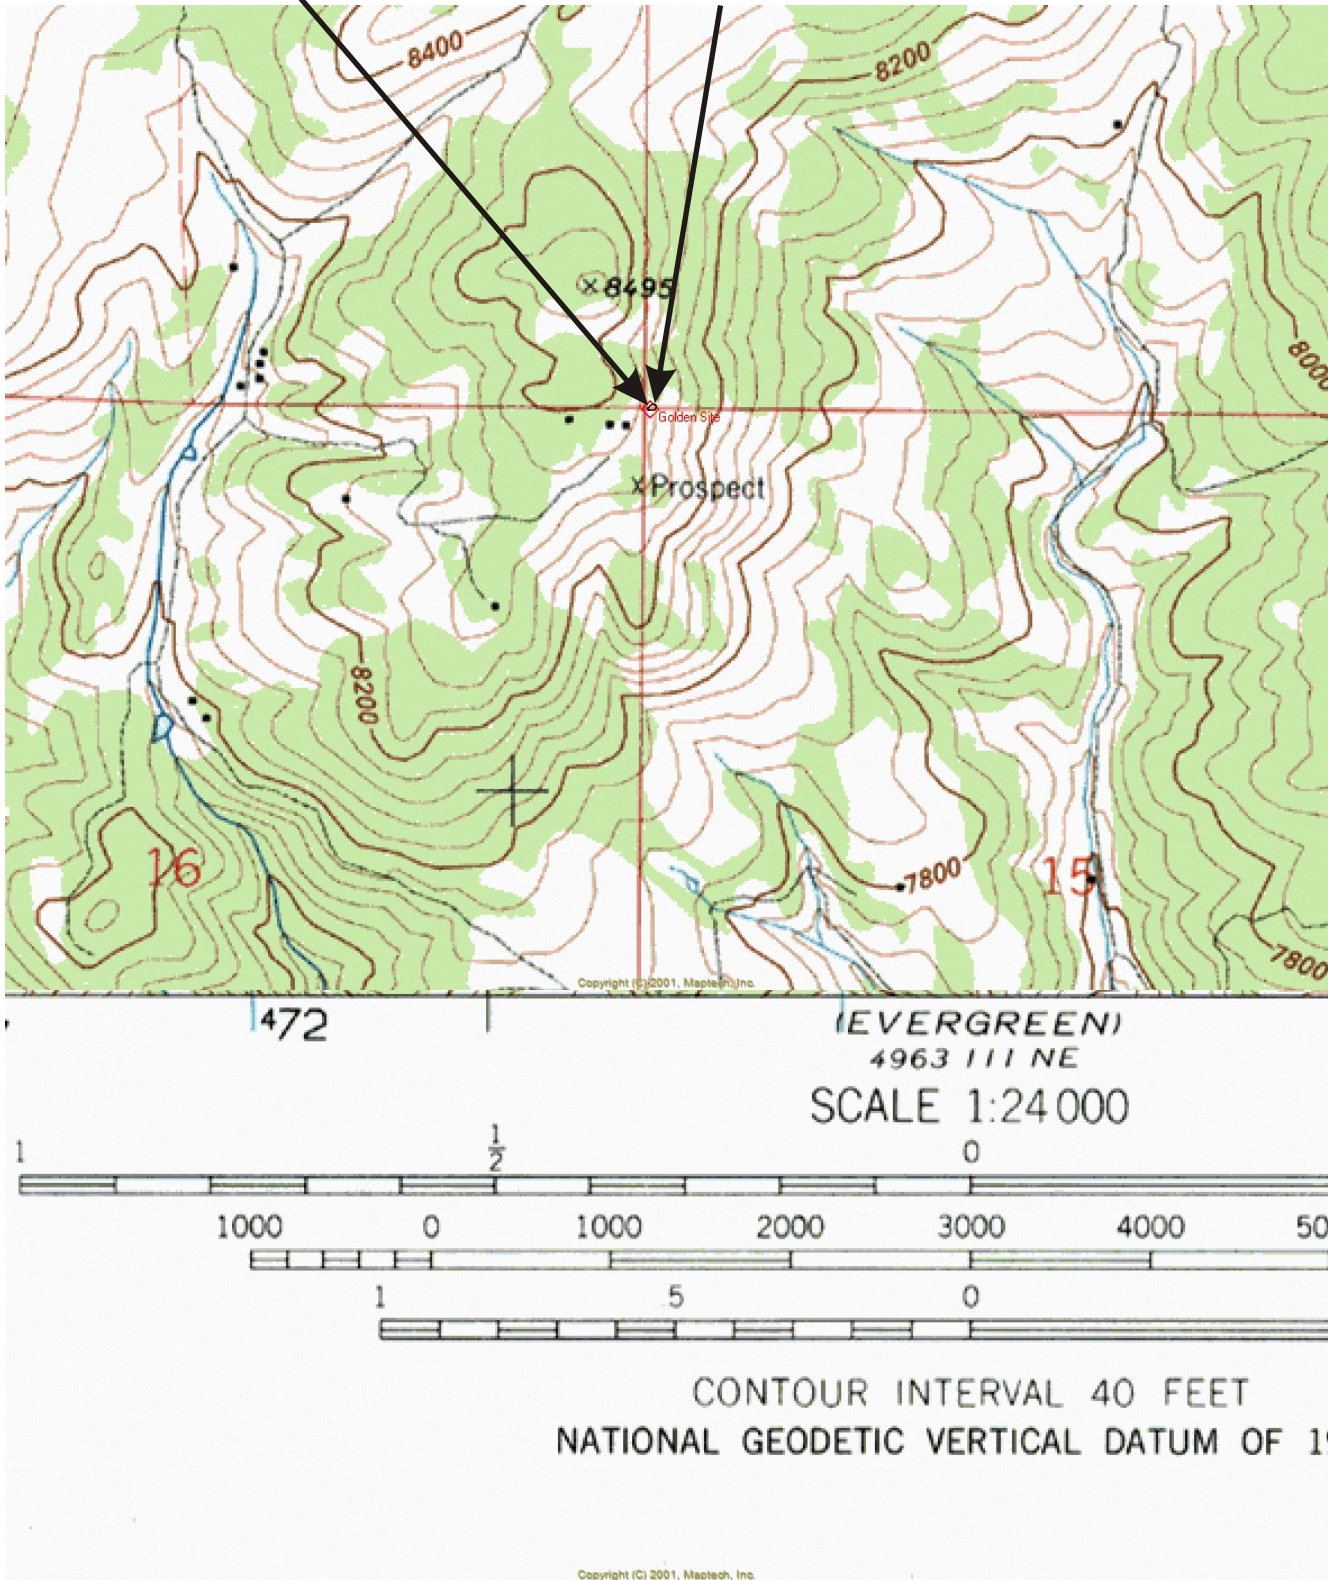 8400
8200
8495
8000
Golden Site
Prospect
8200
16
7800
15
7800
Copyright (C) 2001, Maptech, Inc.
472
(EVERGREEN)
4963 III NE
SCALE 1:24 000
1 1/2 0
1000 0 1000 2000 3000 4000
1 .5 0
CONTOUR INTERVAL 40 FEET
NATIONAL GEODETIC VERTICAL DATUM OF
Copyright (C) 2001, Maptech, Inc.